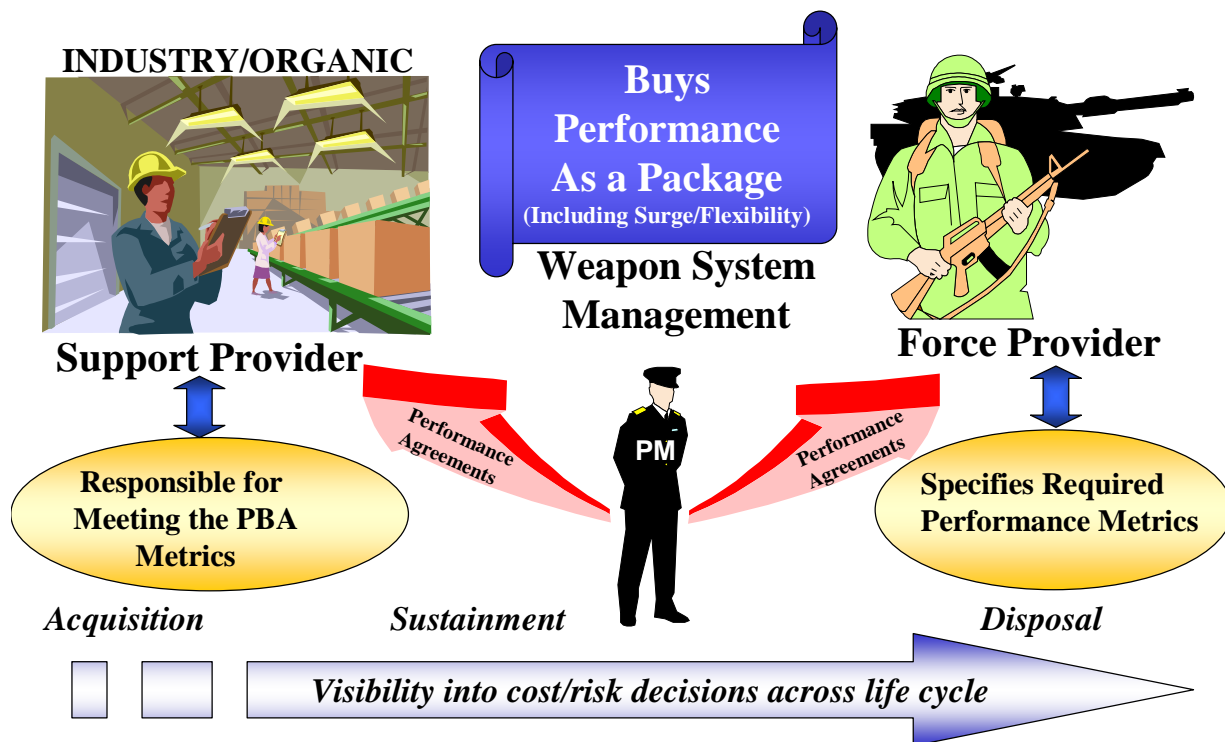 INDUSTRY/ORGANIC
Buys
Performance
As a Package
(Including Surge/Flexibility)
Weapon System
Management
Support Provider
Force Provider
Performance
Agreements
PM
Performance
Agreements
Responsible for
Meeting the PBA
Metrics
Specifies Required
Performance Metrics
Acquisition
Sustainment
Disposal
Visibility into cost/risk decisions across life cycle